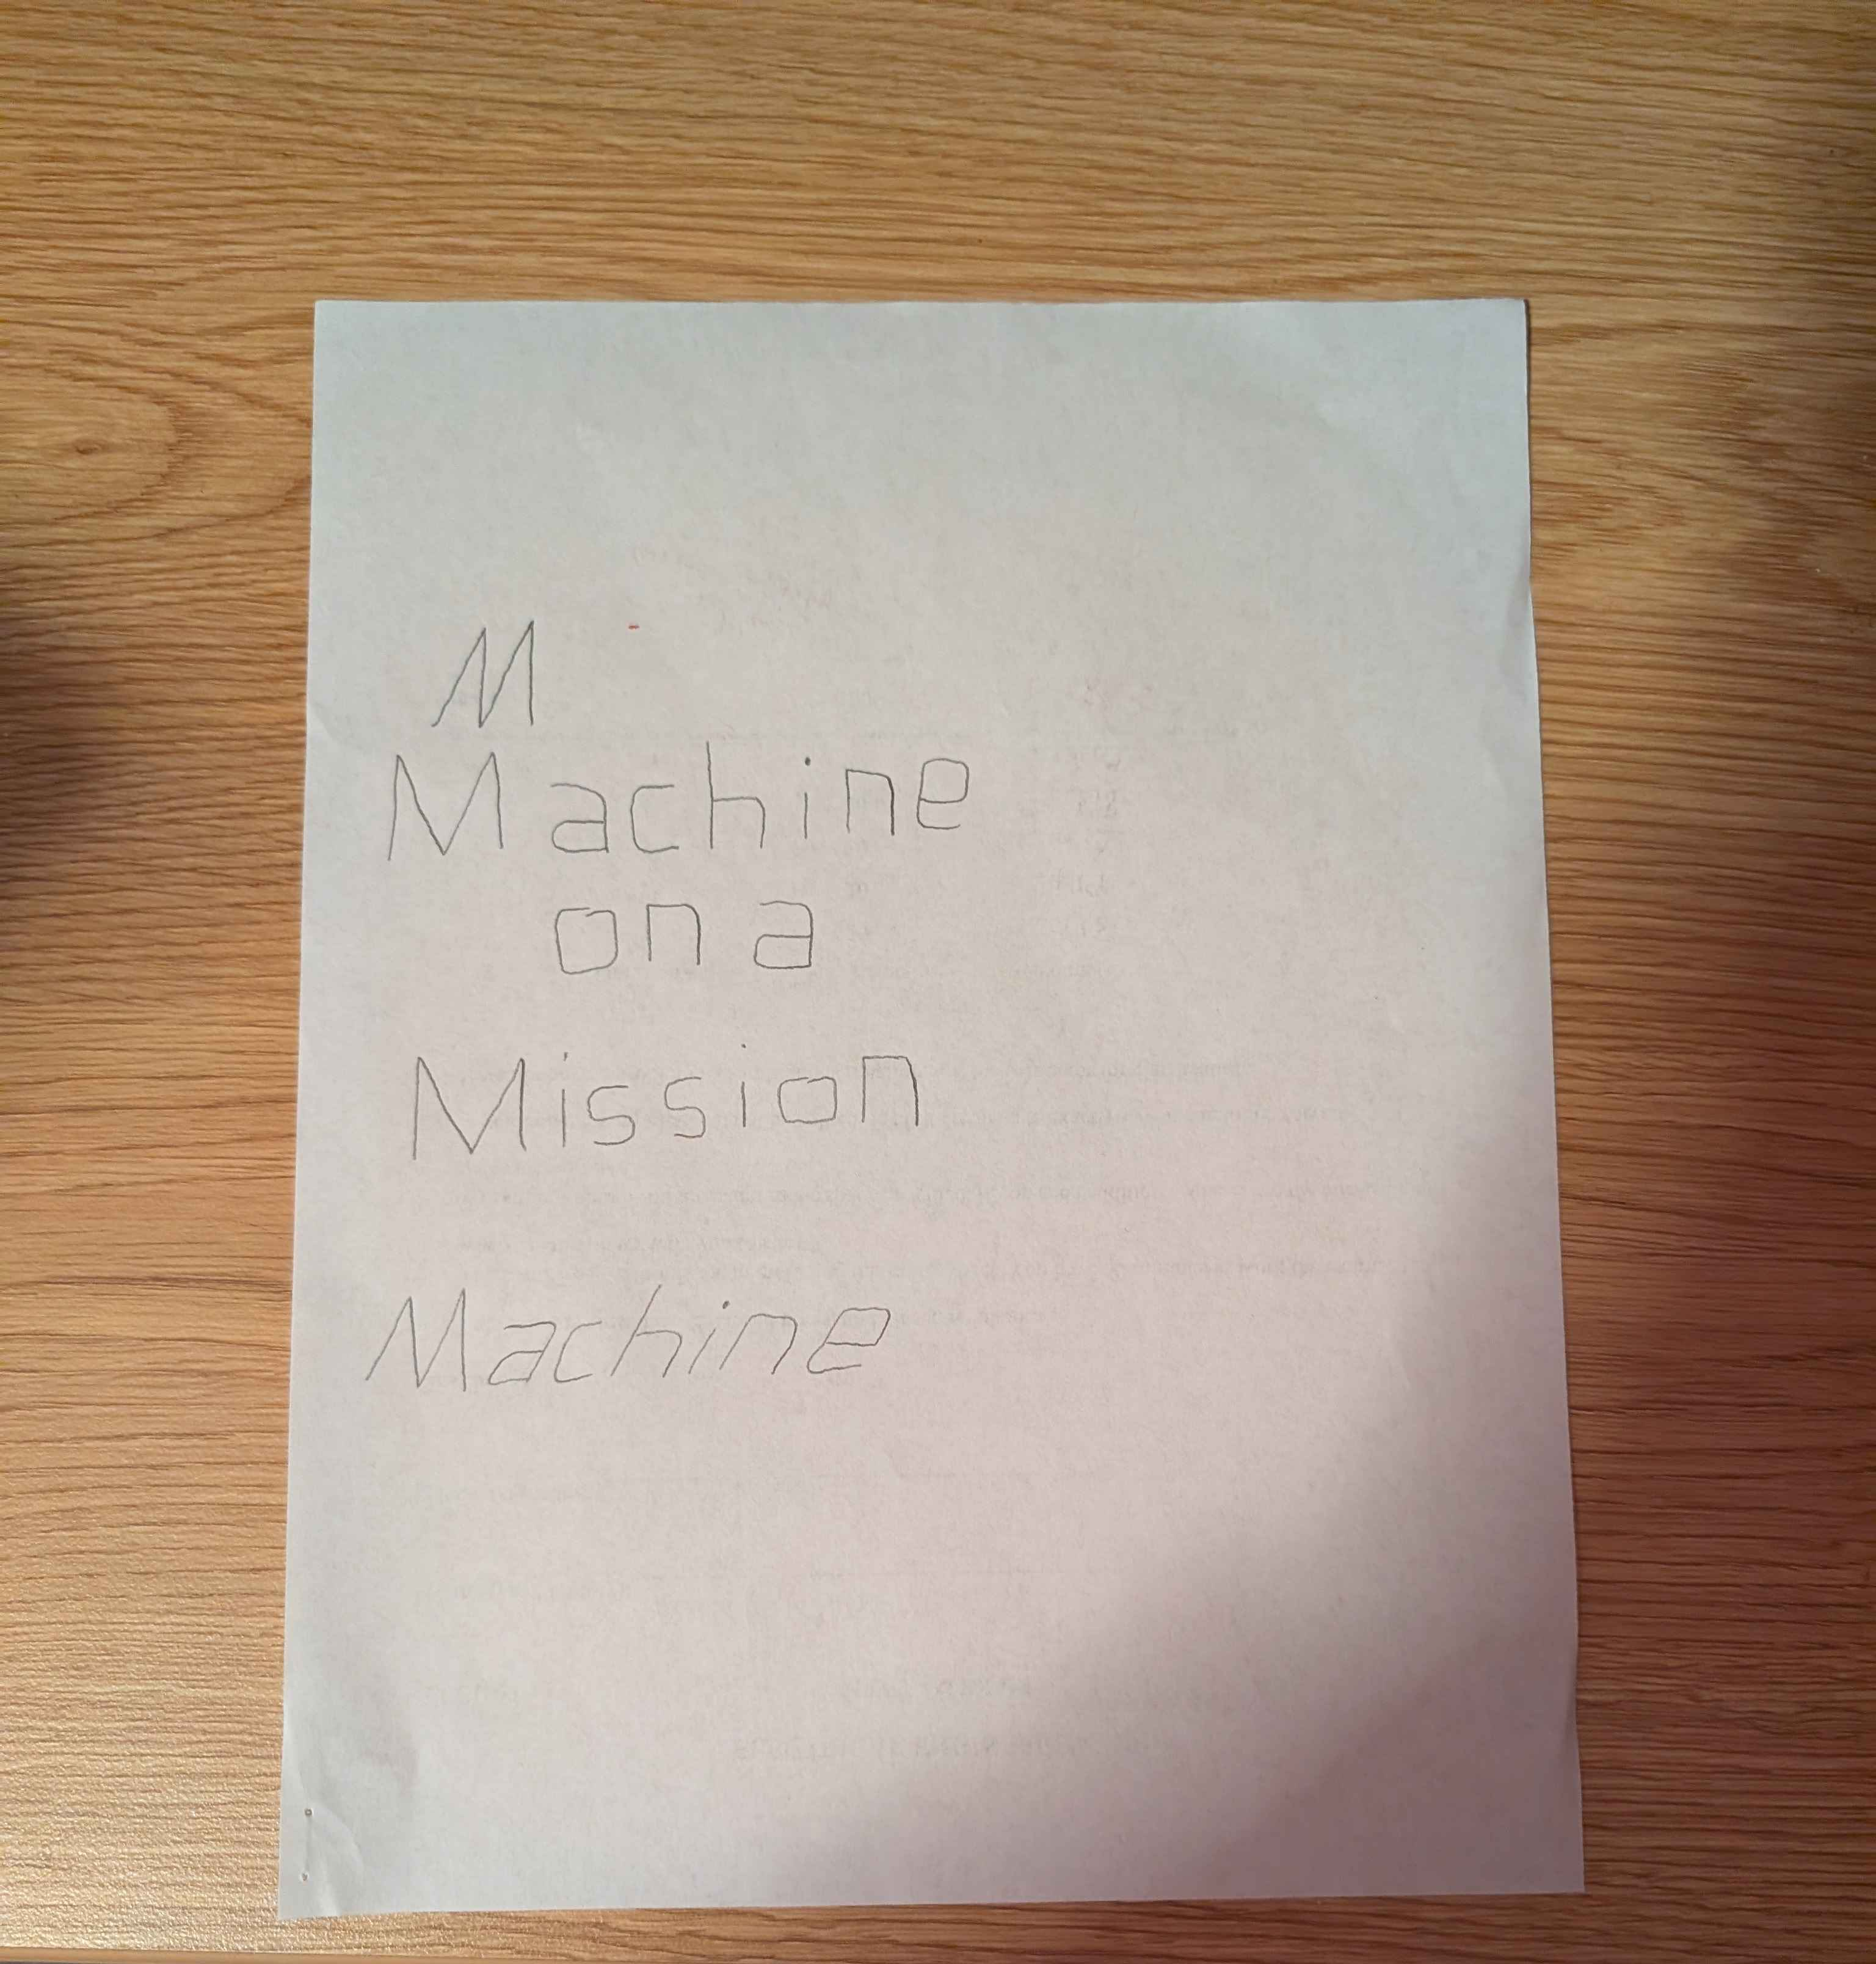 M
Machine
on a
Mission
Machine